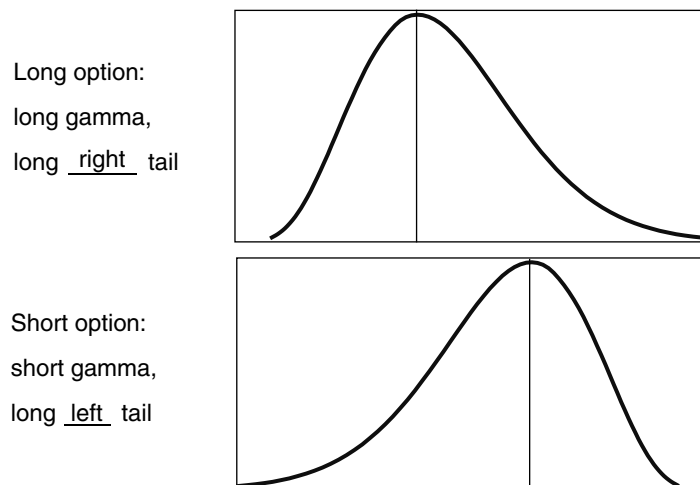 Long option:
long gamma,
long right tail
Short option:
short gamma,
long left tail